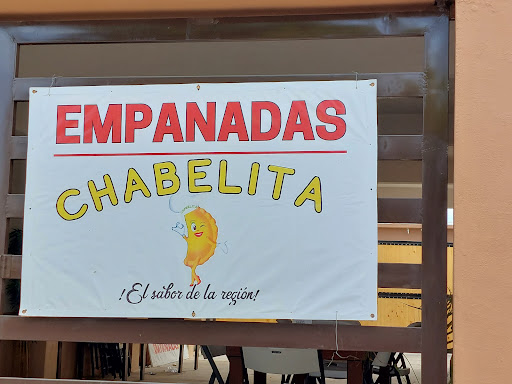 EMPANADAS
CHABELITA
¡El sabor de la región!